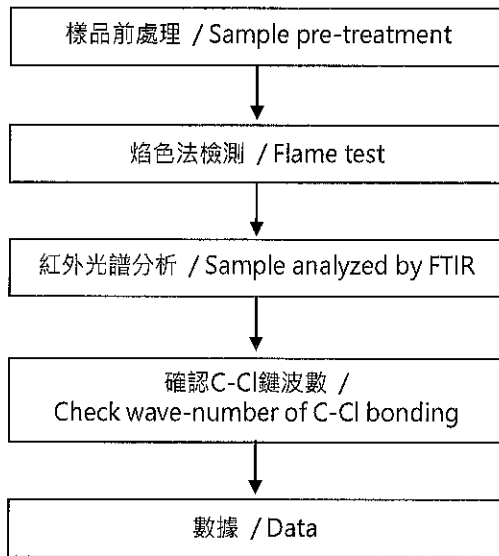 樣品前處理 / Sample pre-treatment
焰色法檢測 / Flame test
紅外光譜分析 / Sample analyzed by FTIR
確認C-Cl鍵波數 /
Check wave-number of C-Cl bonding
數據 / Data